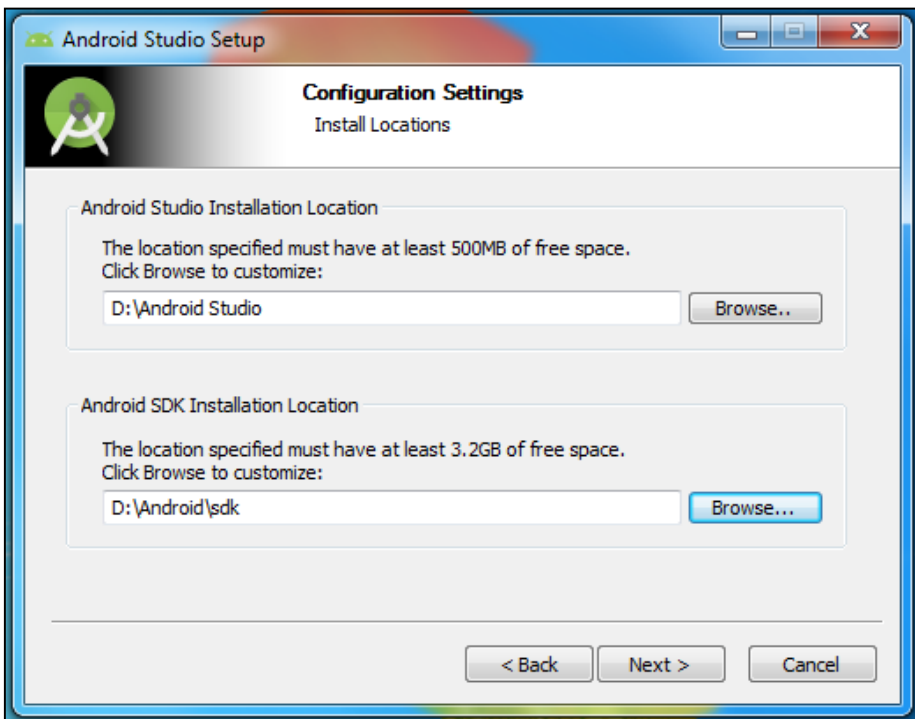 Android Studio Setup
Configuration Settings
Install Locations
Android Studio Installation Location
The location specified must have at least 500MB of free space.
Click Browse to customize:
D:\Android Studio
Browse..
Android SDK Installation Location
The location specified must have at least 3.2GB of free space.
Click Browse to customize:
D:\Android\sdk
Browse...
< Back
Next >
Cancel